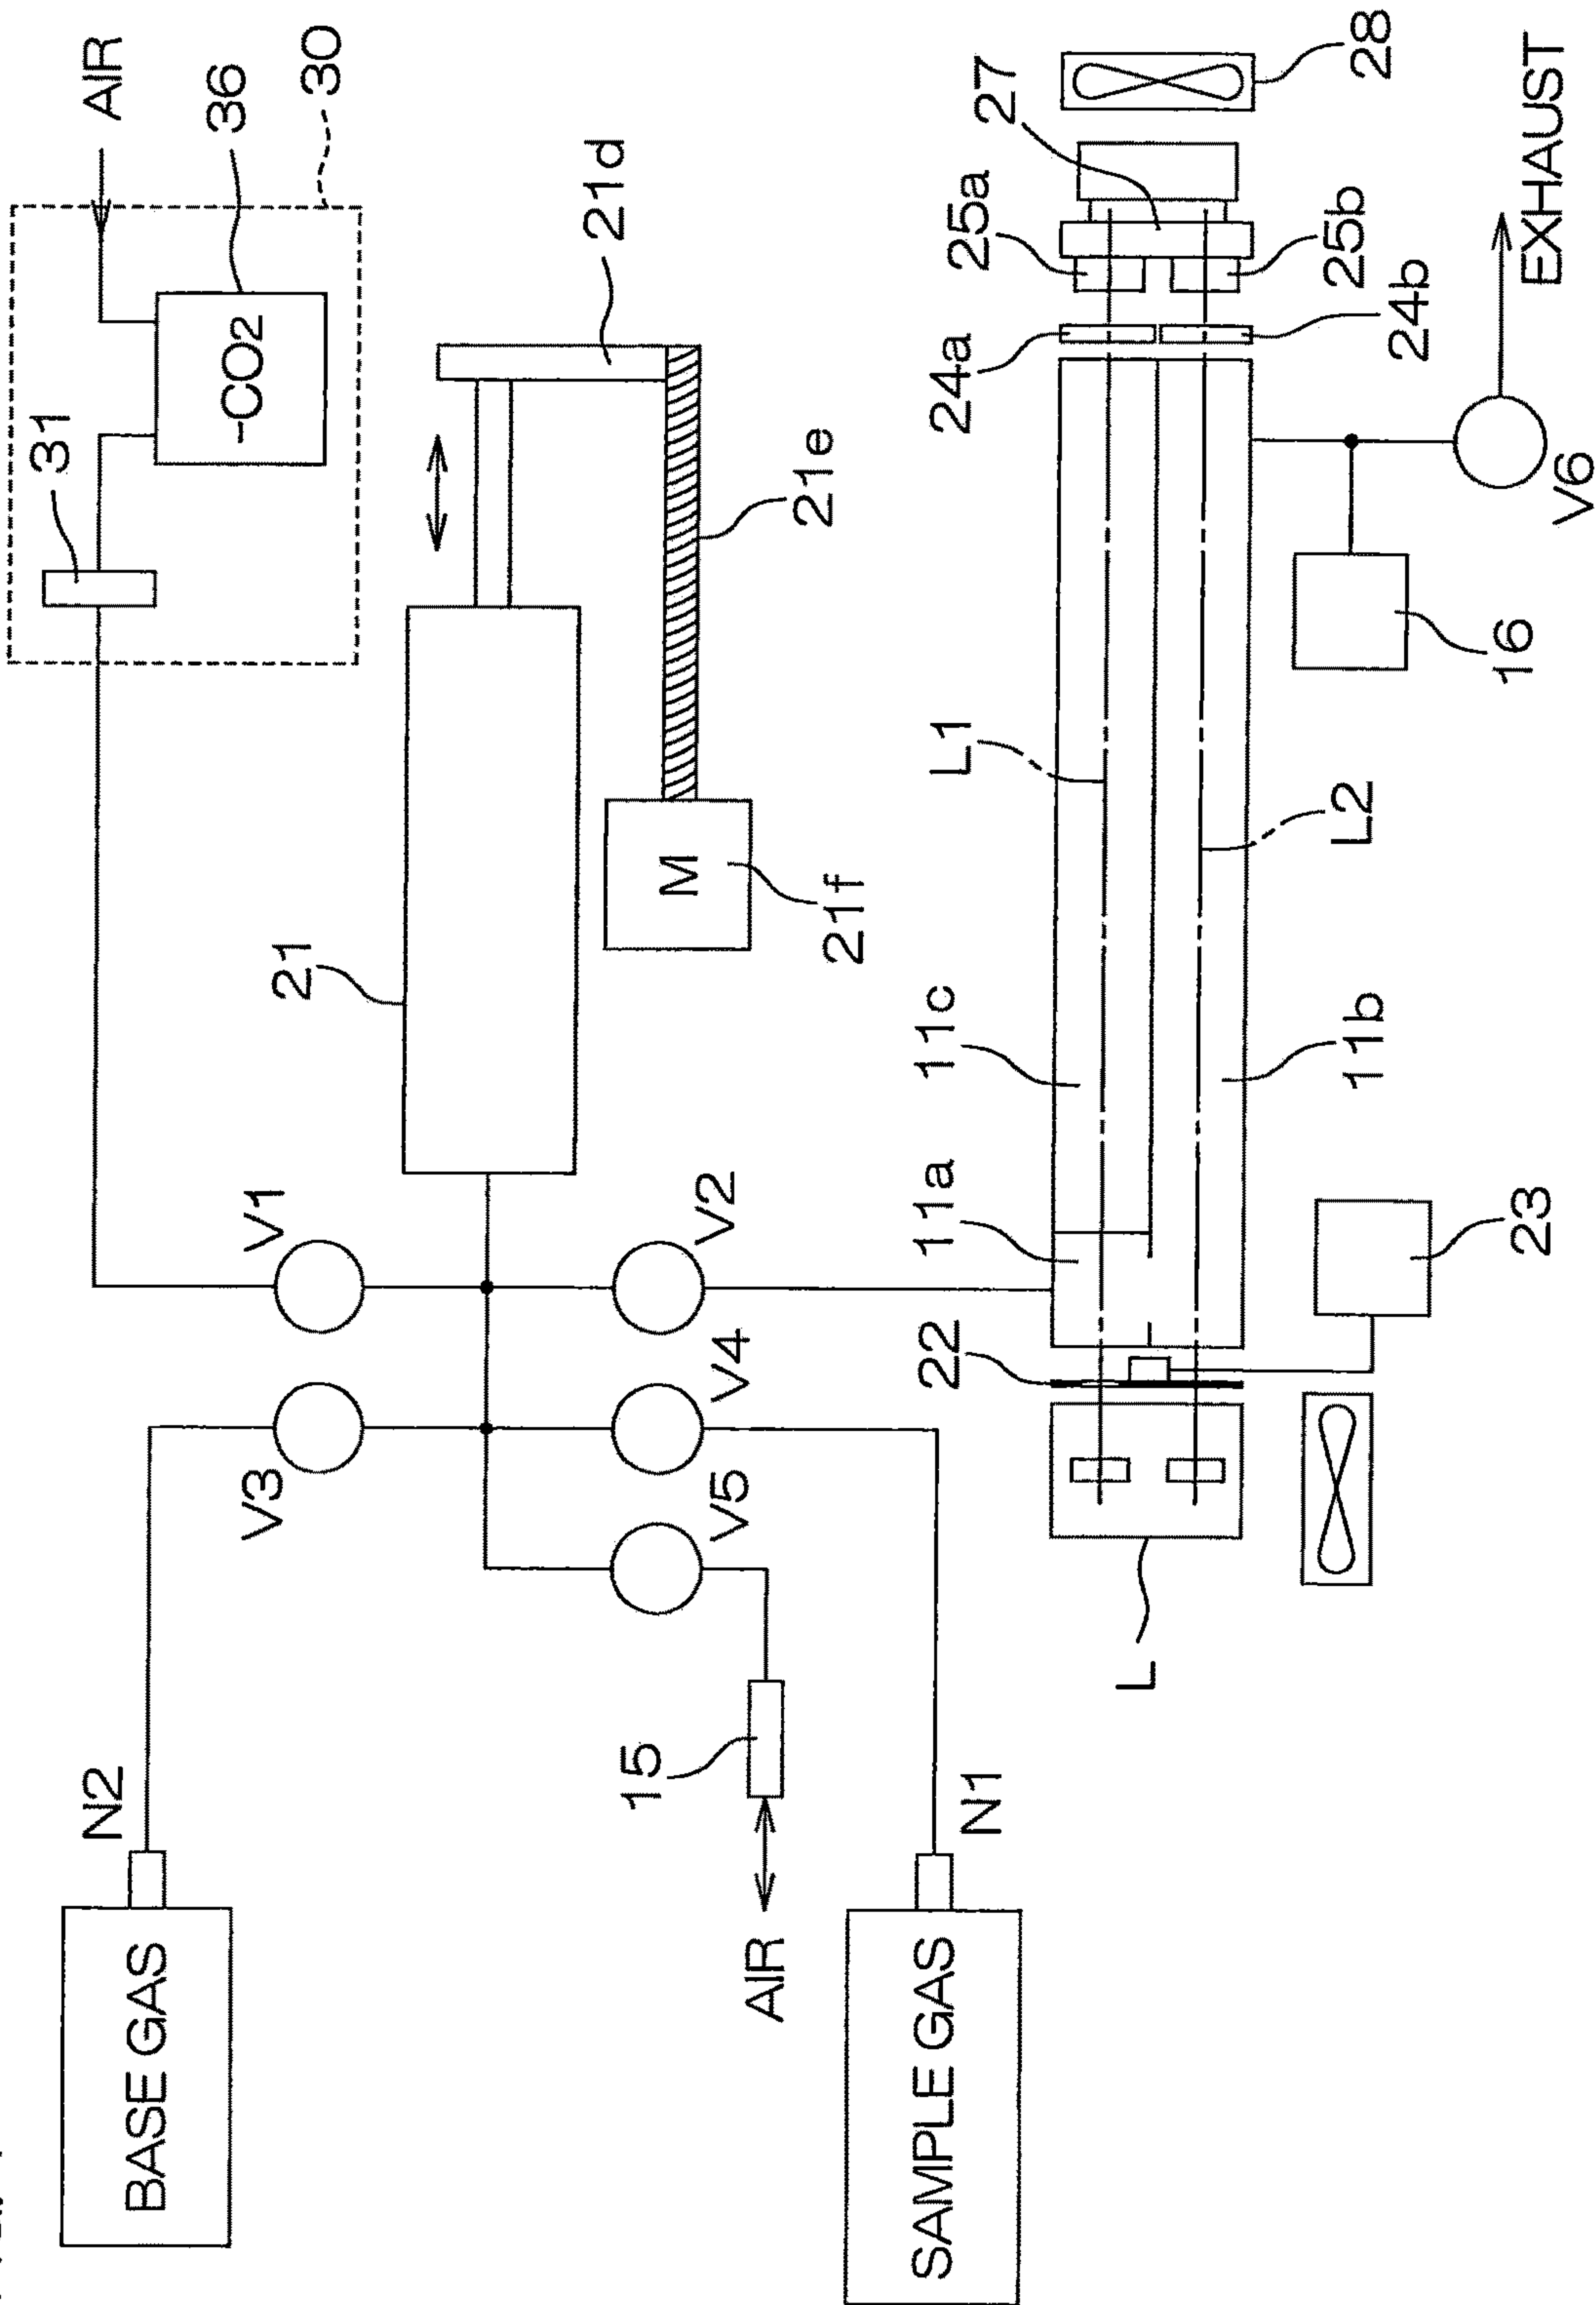 AIR
30
36
-CO2
31
21d
21e
21
M
21f
V1
V2
V3
V4
V5
N2
BASE GAS
15
AIR
N1
SAMPLE GAS
28
27
25a
25b
24a
24b
EXHAUST
V6
16
L1
L2
11c
11b
11a
22
23
L